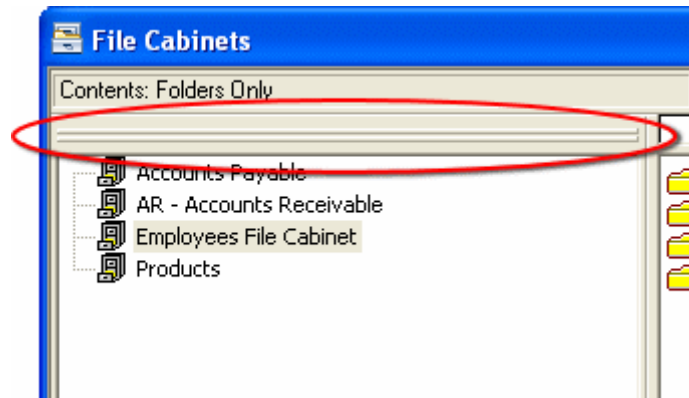 File Cabinets
Contents: Folders Only
Accounts Payable
AR - Accounts Receivable
Employees File Cabinet
Products